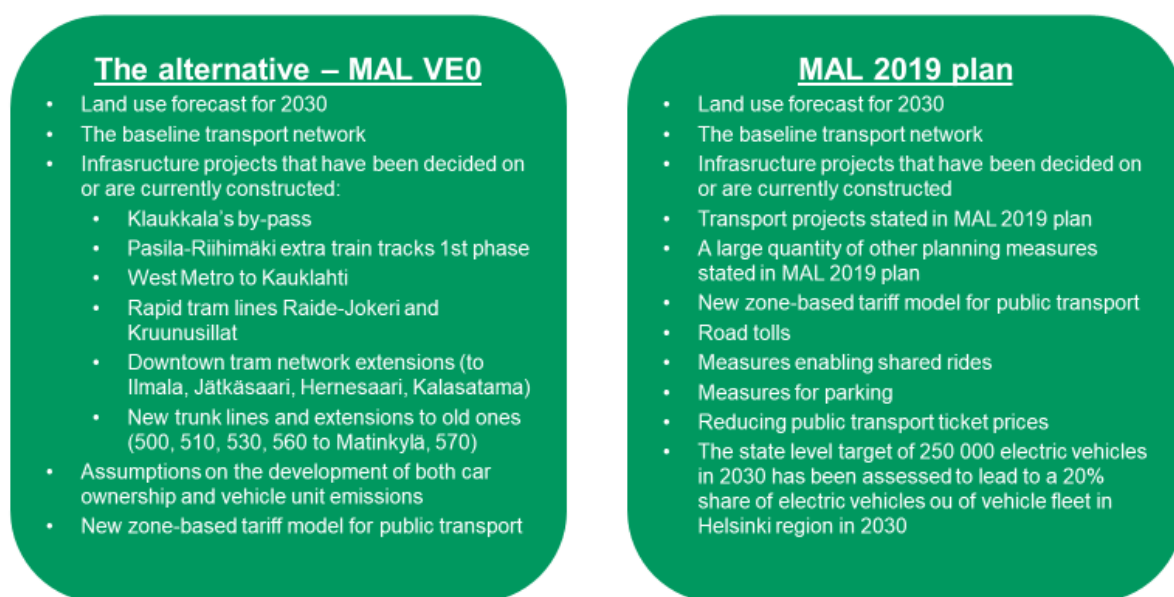 The alternative – MAL VE0
• Land use forecast for 2030
• The baseline transport network
• Infrasructure projects that have been decided on
or are currently constructed:
• Klaukkala's by-pass
• Pasila-Riihimäki extra train tracks 1st phase
• West Metro to Kauklahti
• Rapid tram lines Raide-Jokeri and
Kruunusillat
• Downtown tram network extensions (to
Ilmala, Jätkäsaari, Hernesaari, Kalasatama)
• New trunk lines and extensions to old ones
(500, 510, 530, 560 to Matinkylä, 570)
• Assumptions on the development of both car
ownership and vehicle unit emissions
• New zone-based tariff model for public transport
MAL 2019 plan
• Land use forecast for 2030
• The baseline transport network
• Infrasructure projects that have been decided on
or are currently constructed
• Transport projects stated in MAL 2019 plan
• A large quantity of other planning measures
stated in MAL 2019 plan
• New zone-based tariff model for public transport
• Road tolls
• Measures enabling shared rides
• Measures for parking
• Reducing public transport ticket prices
• The state level target of 250 000 electric vehicles
in 2030 has been assessed to lead to a 20%
share of electric vehicles ou of vehicle fleet in
Helsinki region in 2030